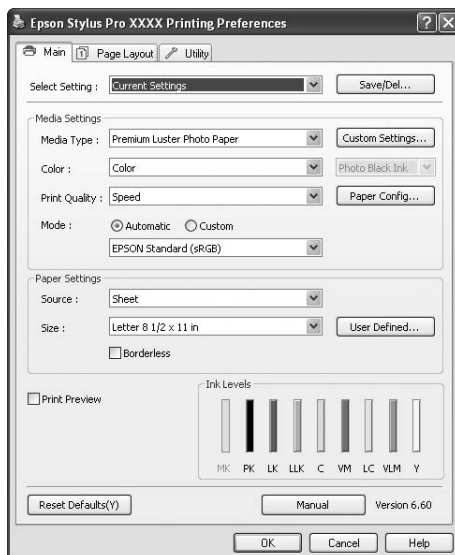 Epson Stylus Pro XXXX Printing Preferences
Main Page Layout Utility
Select Setting : Current Settings Save/Del...
Media Settings
Media Type : Premium Luster Photo Paper Custom Settings...
Color : Color Photo Black Ink
Print Quality : Speed Paper Config...
Mode : Automatic Custom
EPSON Standard (sRGB)
Paper Settings
Source : Sheet
Size : Letter 8 1/2 x 11 in User Defined...
Borderless
Print Preview
Ink Levels
MK PK LK LLK C VM LC VLM Y
Reset Defaults(Y) Manual Version 6.60
OK Cancel Help